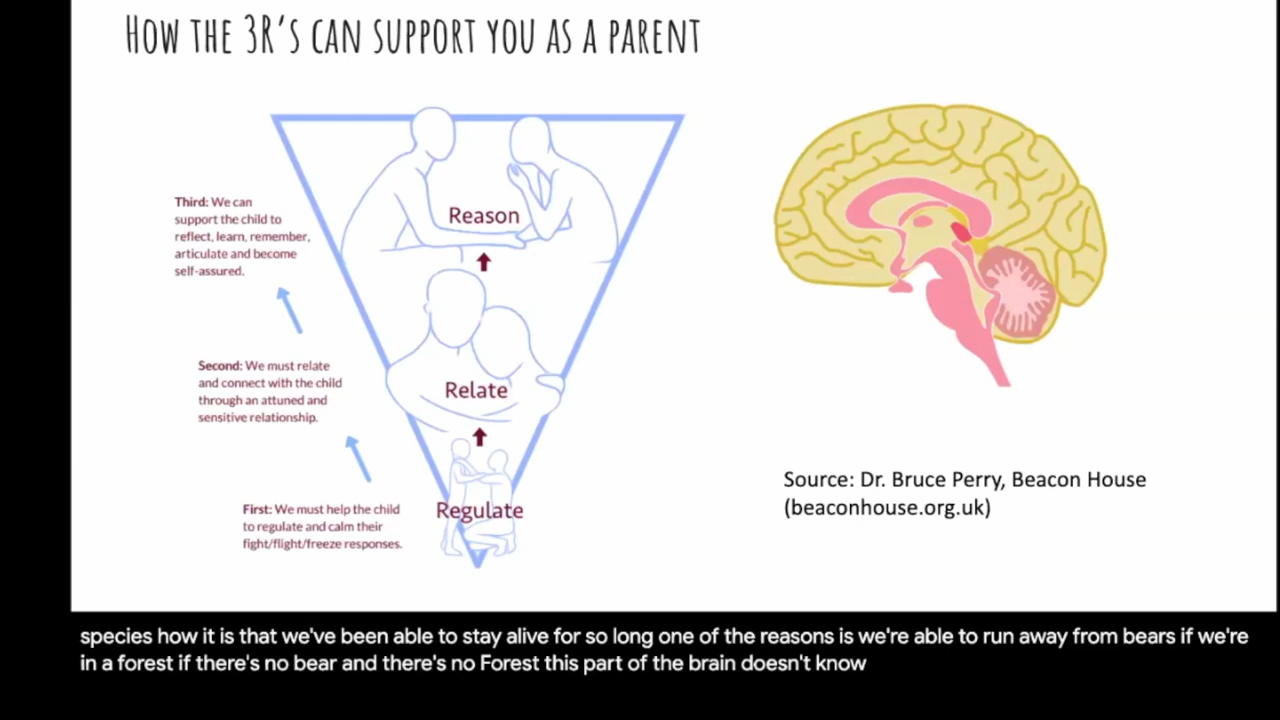 How the 3R's can support you as a parent
Third: We can
support the child to
reflect, learn, remember,
articulate and become
self-assured.
Reason
Second: We must relate
and connect with the child
through an attuned and
sensitive relationship.
Relate
First: We must help the child
to regulate and calm their
fight/flight/freeze responses.
Regulate
Source: Dr. Bruce Perry, Beacon House
(beaconhouse.org.uk)
species how it is that we've been able to stay alive for so long one of the reasons is we're able to run away from bears if we're
in a forest if there's no bear and there's no Forest this part of the brain doesn't know